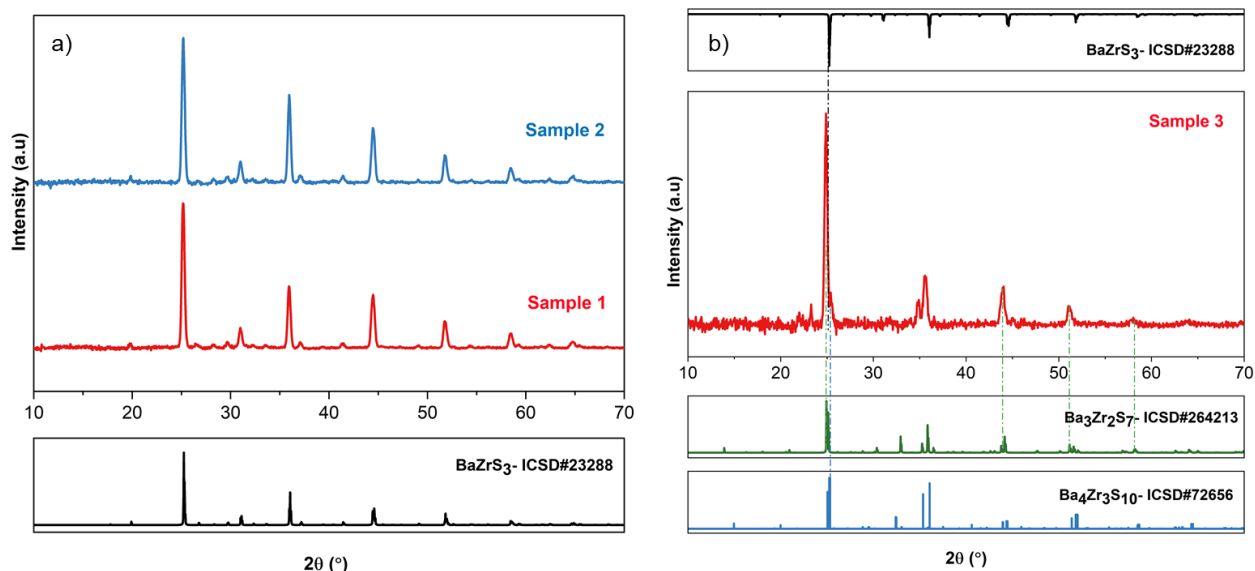 a)
Sample 2
Sample 1
Intensity (a.u)
10 20 30 40 50 60 70
BaZrS3- ICSD#23288
2θ (°)
b)
BaZrS3- ICSD#23288
Sample 3
Intensity (a.u)
10 20 30 40 50 60 70
Ba3Zr2S7- ICSD#264213
Ba4Zr3S10- ICSD#72656
2θ (°)